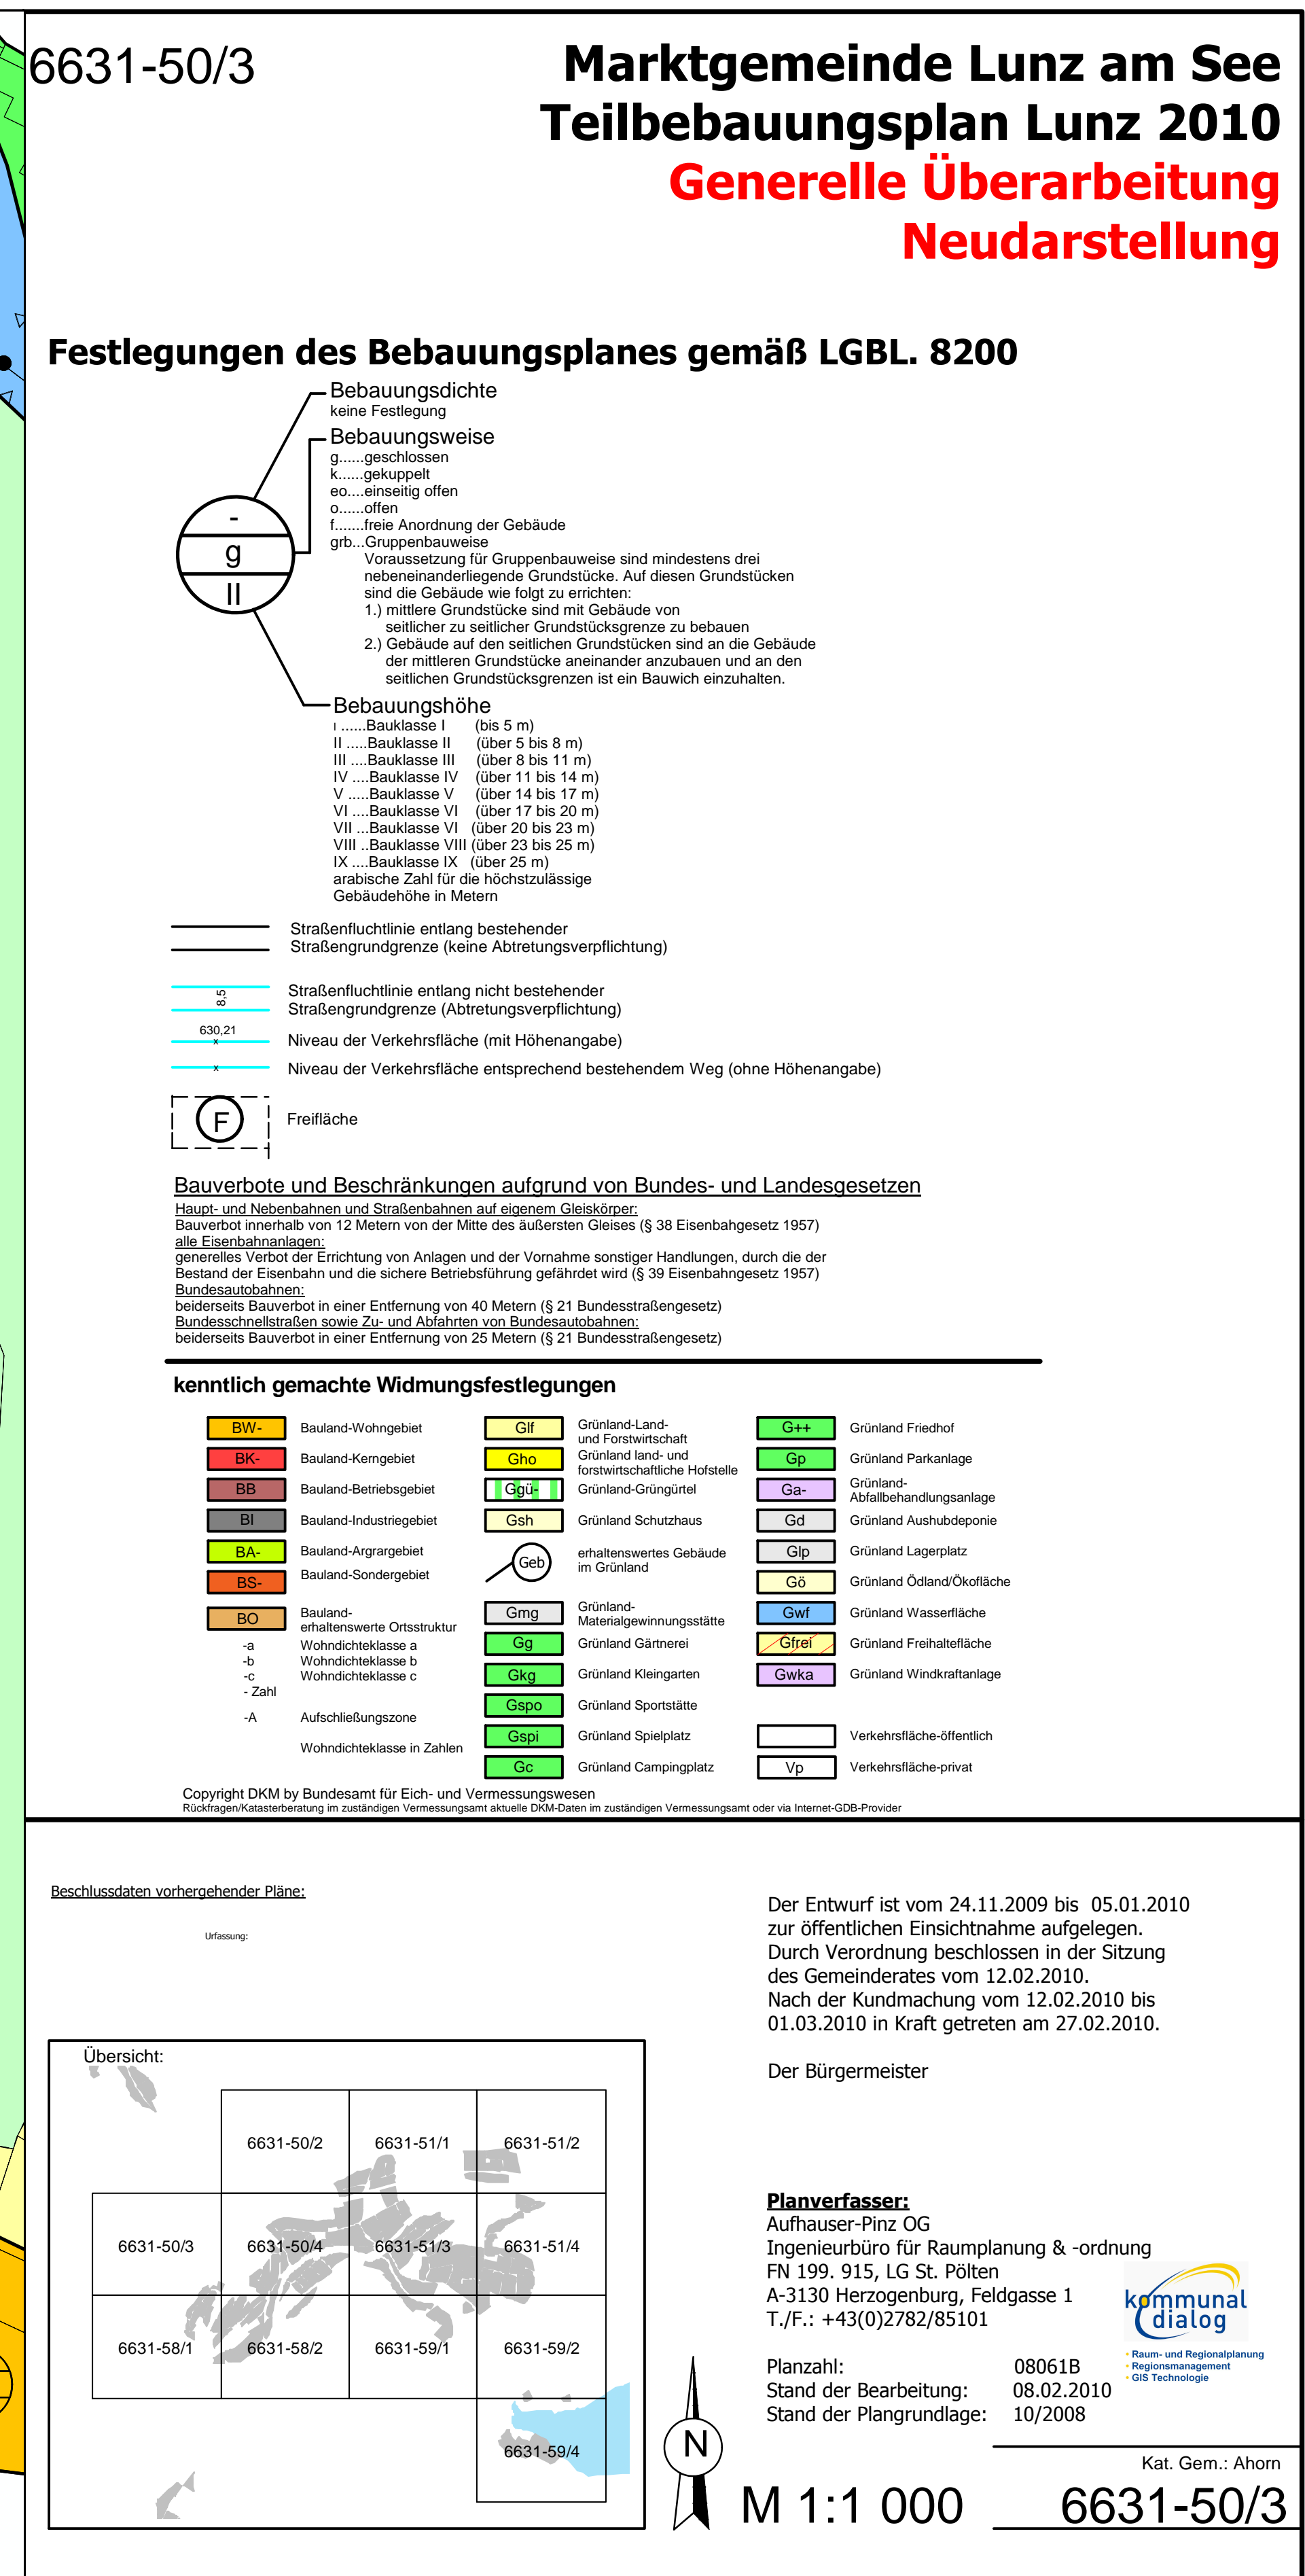 6631-50/3
Marktgemeinde Lunz am See
Teilbebauungsplan Lunz 2010
Generelle Überarbeitung
Neudarstellung
Festlegungen des Bebauungsplanes gemäß LGBL. 8200
-
g
II
Bebauungsdichte
keine Festlegung
Bebauungsweise
g......geschlossen
k......gekuppelt
eo....einseitig offen
o......offen
f.......freie Anordnung der Gebäude
grb...Gruppenbauweise
Voraussetzung für Gruppenbauweise sind mindestens drei
nebeneinanderliegende Grundstücke. Auf diesen Grundstücken
sind die Gebäude wie folgt zu errichten:
1.) mittlere Grundstücke sind mit Gebäude von
seitlicher zu seitlicher Grundstücksgrenze zu bebauen
2.) Gebäude auf den seitlichen Grundstücken sind an die Gebäude
der mittleren Grundstücke aneinander anzubauen und an den
seitlichen Grundstücksgrenzen ist ein Bauwich einzuhalten.
Bebauungshöhe
I ......Bauklasse I (bis 5 m)
II .....Bauklasse II (über 5 bis 8 m)
III ....Bauklasse III (über 8 bis 11 m)
IV ....Bauklasse IV (über 11 bis 14 m)
V .....Bauklasse V (über 14 bis 17 m)
VI ....Bauklasse VI (über 17 bis 20 m)
VII ...Bauklasse VI (über 20 bis 23 m)
VIII ..Bauklasse VIII (über 23 bis 25 m)
IX ....Bauklasse IX (über 25 m)
arabische Zahl für die höchstzulässige
Gebäudehöhe in Metern
Straßenfluchtlinie entlang bestehender
Straßengrundgrenze (keine Abtretungsverpflichtung)
8,5
Straßenfluchtlinie entlang nicht bestehender
Straßengrundgrenze (Abtretungsverpflichtung)
630,21
x
Niveau der Verkehrsfläche (mit Höhenangabe)
x
Niveau der Verkehrsfläche entsprechend bestehendem Weg (ohne Höhenangabe)
F
Freifläche
Bauverbote und Beschränkungen aufgrund von Bundes- und Landesgesetzen
Haupt- und Nebenbahnen und Straßenbahnen auf eigenem Gleiskörper:
Bauverbot innerhalb von 12 Metern von der Mitte des äußersten Gleises (§ 38 Eisenbahgesetz 1957)
alle Eisenbahnanlagen:
generelles Verbot der Errichtung von Anlagen und der Vornahme sonstiger Handlungen, durch die der
Bestand der Eisenbahn und die sichere Betriebsführung gefährdet wird (§ 39 Eisenbahngesetz 1957)
Bundesautobahnen:
beiderseits Bauverbot in einer Entfernung von 40 Metern (§ 21 Bundesstraßengesetz)
Bundesschnellstraßen sowie Zu- und Abfahrten von Bundesautobahnen:
beiderseits Bauverbot in einer Entfernung von 25 Metern (§ 21 Bundesstraßengesetz)
kenntlich gemachte Widmungsfestlegungen
BW- Bauland-Wohngebiet
BK- Bauland-Kerngebiet
BB Bauland-Betriebsgebiet
BI Bauland-Industriegebiet
BA- Bauland-Argrargebiet
BS- Bauland-Sondergebiet
BO Bauland-
erhaltenswerte Ortsstruktur
-a Wohndichteklasse a
-b Wohndichteklasse b
-c Wohndichteklasse c
- Zahl
-A Aufschließungszone
Wohndichteklasse in Zahlen
Glf Grünland-Land-
und Forstwirtschaft
Gho Grünland land- und
forstwirtschaftliche Hofstelle
Ggü- Grünland-Grüngürtel
Gsh Grünland Schutzhaus
Geb erhaltenswertes Gebäude
im Grünland
Gmg Grünland-
Materialgewinnungsstätte
Gg Grünland Gärtnerei
Gkg Grünland Kleingarten
Gspo Grünland Sportstätte
Gspi Grünland Spielplatz
Gc Grünland Campingplatz
G++ Grünland Friedhof
Gp Grünland Parkanlage
Ga- Grünland-
Abfallbehandlungsanlage
Gd Grünland Aushubdeponie
Glp Grünland Lagerplatz
Gö Grünland Ödland/Ökofläche
Gwf Grünland Wasserfläche
Gfrei Grünland Freihaltefläche
Gwka Grünland Windkraftanlage
Verkehrsfläche-öffentlich
Vp Verkehrsfläche-privat
Copyright DKM by Bundesamt für Eich- und Vermessungswesen
Rückfragen/Katasterberatung im zuständigen Vermessungsamt aktuelle DKM-Daten im zuständigen Vermessungsamt oder via Internet-GDB-Provider
Beschlussdaten vorhergehender Pläne:
Urfassung:
Der Entwurf ist vom 24.11.2009 bis 05.01.2010
zur öffentlichen Einsichtnahme aufgelegen.
Durch Verordnung beschlossen in der Sitzung
des Gemeinderates vom 12.02.2010.
Nach der Kundmachung vom 12.02.2010 bis
01.03.2010 in Kraft getreten am 27.02.2010.
Der Bürgermeister
Übersicht:
6631-50/2 6631-51/1 6631-51/2
6631-50/3 6631-50/4 6631-51/3 6631-51/4
6631-58/1 6631-58/2 6631-59/1 6631-59/2
6631-59/4
Planverfasser:
Aufhauser-Pinz OG
Ingenieurbüro für Raumplanung & -ordnung
FN 199. 915, LG St. Pölten
A-3130 Herzogenburg, Feldgasse 1
T./F.: +43(0)2782/85101
kommunal
dialog
• Raum- und Regionalplanung
• Regionsmanagement
• GIS Technologie
Planzahl: 08061B
Stand der Bearbeitung: 08.02.2010
Stand der Plangrundlage: 10/2008
N
M 1:1 000
Kat. Gem.: Ahorn
6631-50/3